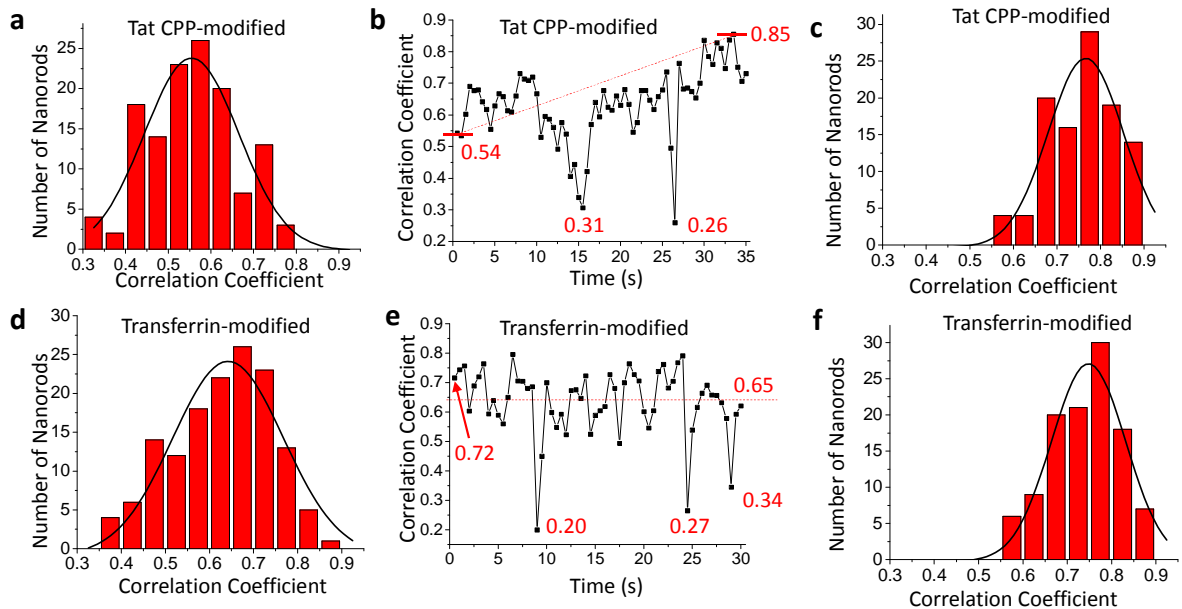 a
Tat CPP-modified
Number of Nanorods
25
20
15
10
5
0
0.3 0.4 0.5 0.6 0.7 0.8 0.9
Correlation Coefficient
b
Tat CPP-modified
Correlation Coefficient
0.9
0.8
0.7
0.6
0.5
0.4
0.3
0.2
0.85
0.54
0.31
0.26
0 5 10 15 20 25 30 35
Time (s)
c
Tat CPP-modified
Number of Nanorods
30
25
20
15
10
5
0
0.3 0.4 0.5 0.6 0.7 0.8 0.9
Correlation Coefficient
d
Transferrin-modified
Number of Nanorods
30
25
20
15
10
5
0
0.3 0.4 0.5 0.6 0.7 0.8 0.9
Correlation Coefficient
e
Transferrin-modified
Correlation Coefficient
0.9
0.8
0.7
0.6
0.5
0.4
0.3
0.2
0.65
0.72
0.34
0.20
0.27
0 5 10 15 20 25 30
Time (s)
f
Transferrin-modified
Number of Nanorods
30
25
20
15
10
5
0
0.3 0.4 0.5 0.6 0.7 0.8 0.9
Correlation Coefficient